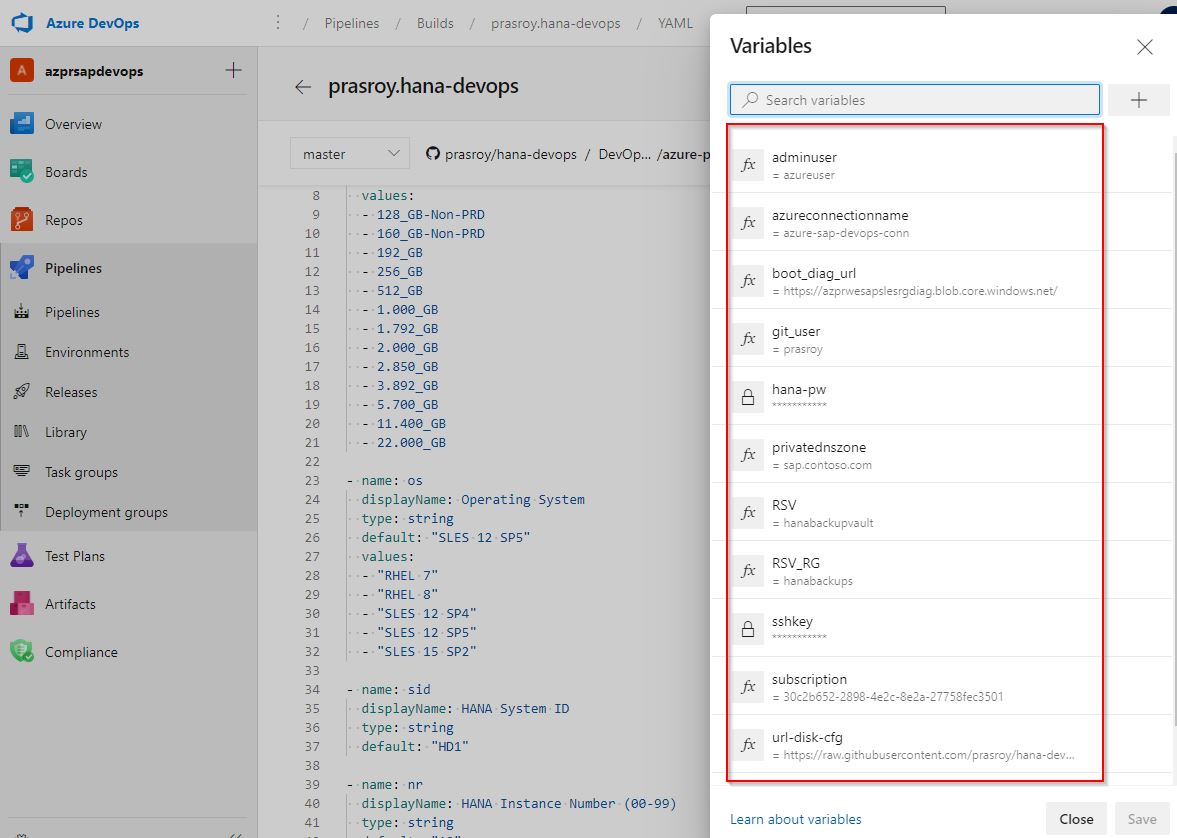 Azure DevOps
/ Pipelines / Builds / prasroy.hana-devops / YAML
A azprsapdevops
Overview
Boards
Repos
Pipelines
Pipelines
Environments
Releases
Library
Task groups
Deployment groups
Test Plans
Artifacts
Compliance
prasroy.hana-devops
master
prasroy/hana-devops / DevOp... /azure-p
8 values:
9 - 128_GB-Non-PRD
10 - 160_GB-Non-PRD
11 - 192_GB
12 - 256_GB
13 - 512_GB
14 - 1.000_GB
15 - 1.792_GB
16 - 2.000_GB
17 - 2.850_GB
18 - 3.892_GB
19 - 5.700_GB
20 - 11.400_GB
21 - 22.000_GB
22
23 - name: os
24 displayName: Operating System
25 type: string
26 default: "SLES 12 SP5"
27 values:
28 - "RHEL 7"
29 - "RHEL 8"
30 - "SLES 12 SP4"
31 - "SLES 12 SP5"
32 - "SLES 15 SP2"
33
34 - name: sid
35 displayName: HANA System ID
36 type: string
37 default: "HD1"
38
39 - name: nr
40 displayName: HANA Instance Number (00-99)
41 type: string
Variables
Search variables
fx adminuser
= azureuser
fx azureconnectionname
= azure-sap-devops-conn
fx boot_diag_url
= https://azprwesapslesrgdiag.blob.core.windows.net/
fx git_user
= prasroy
hana-pw
***********
fx privatednszone
= sap.contoso.com
fx RSV
= hanabackupvault
fx RSV_RG
= hanabackups
sshkey
***********
fx subscription
= 30c2b652-2898-4e2c-8e2a-27758fec3501
fx url-disk-cfg
= https://raw.githubusercontent.com/prasroy/hana-dev...
Learn about variables
Close
Save